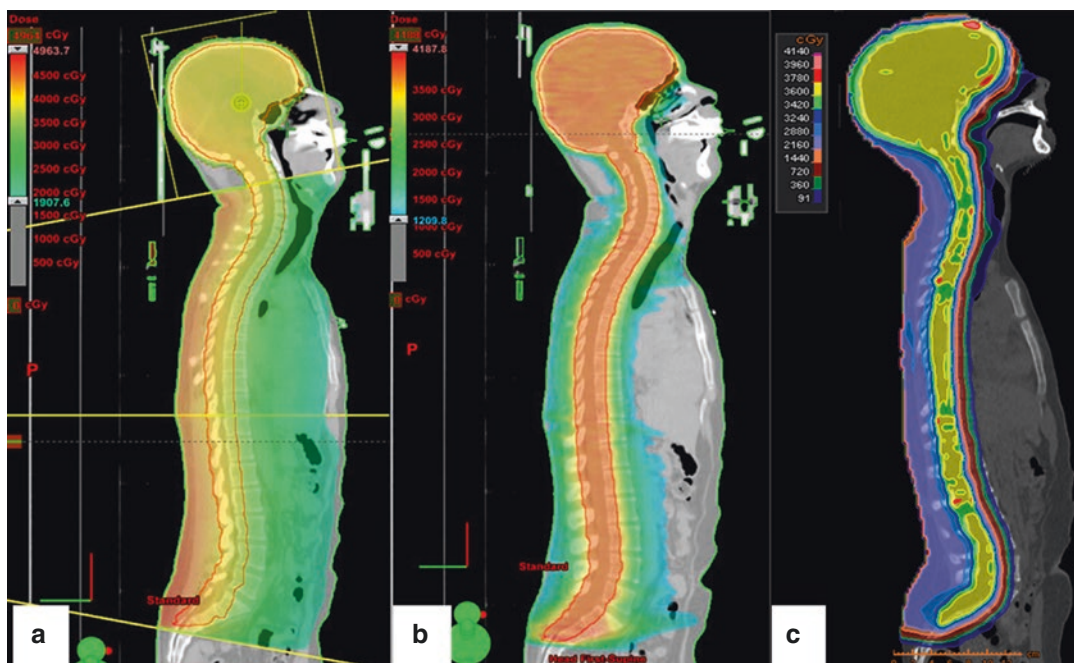 Dose
4963.7
4500 cGy
4000 cGy
3500 cGy
3000 cGy
2500 cGy
2000 cGy
1907.6
1500 cGy
1000 cGy
500 cGy
cGy
P
Standard
a
Dose
4187.8
3500 cGy
3000 cGy
2500 cGy
2000 cGy
1500 cGy
1209.8
1000 cGy
500 cGy
cGy
P
Standard
Head First-Supine
b
cGy
4140
3960
3780
3600
3420
3240
2880
2160
1440
720
360
91
cm
c